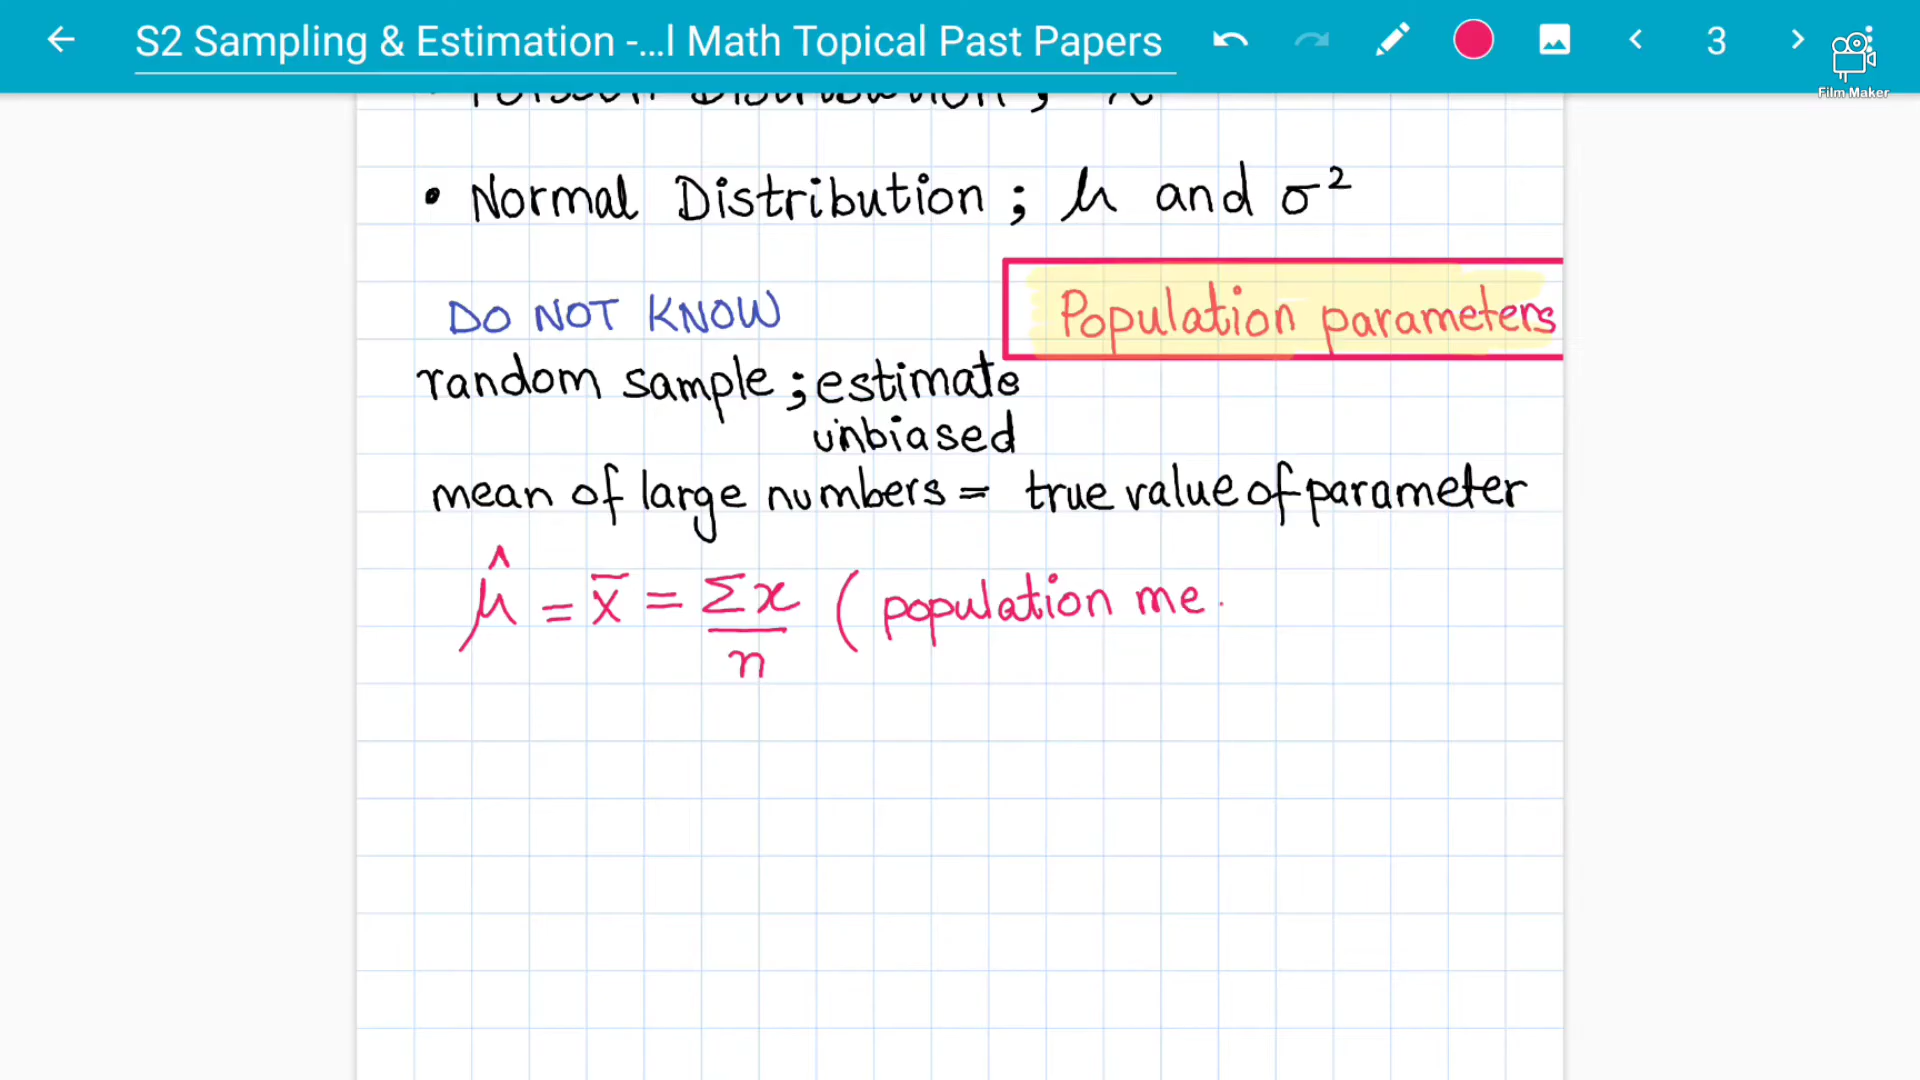 S2 Sampling & Estimation -...l Math Topical Past Papers 3
Film Maker
• Normal Distribution ; μ and σ²
DO NOT KNOW
Population parameters
random sample ; estimate
unbiased
mean of large numbers = true value of parameter
μ̂ = x̄ = Σx/n ( population me